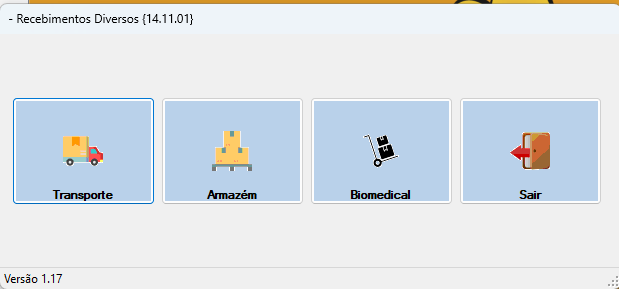 - Recebimentos Diversos {14.11.01}
Transporte
Armazém
Biomedical
Sair
Versão 1.17